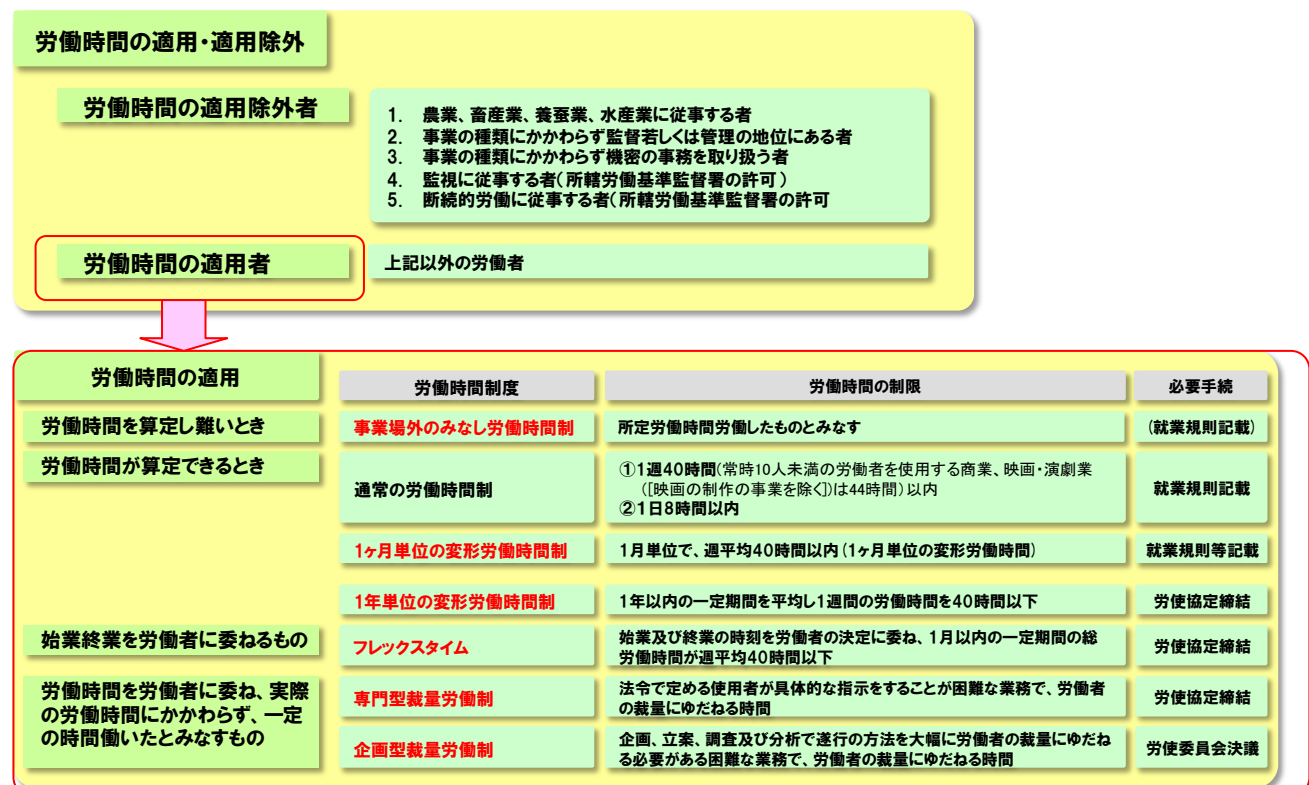 労働時間の適用・適用除外
労働時間の適用除外者
1. 農業、畜産業、養蚕業、水産業に従事する者
2. 事業の種類にかかわらず監督若しくは管理の地位にある者
3. 事業の種類にかかわらず機密の事務を取り扱う者
4. 監視に従事する者(所轄労働基準監督署の許可)
5. 断続的労働に従事する者(所轄労働基準監督署の許可
労働時間の適用者
上記以外の労働者
労働時間の適用
労働時間制度
労働時間の制限
必要手続
労働時間を算定し難いとき
事業場外のみなし労働時間制
所定労働時間労働したものとみなす
(就業規則記載)
労働時間が算定できるとき
通常の労働時間制
①1週40時間(常時10人未満の労働者を使用する商業、映画・演劇業
([映画の制作の事業を除く])は44時間)以内
②1日8時間以内
就業規則記載
1ヶ月単位の変形労働時間制
1月単位で、週平均40時間以内(1ヶ月単位の変形労働時間)
就業規則等記載
1年単位の変形労働時間制
1年以内の一定期間を平均し1週間の労働時間を40時間以下
労使協定締結
始業終業を労働者に委ねるもの
フレックスタイム
始業及び終業の時刻を労働者の決定に委ね、1月以内の一定期間の総
労働時間が週平均40時間以下
労使協定締結
労働時間を労働者に委ね、実際
の労働時間にかかわらず、一定
の時間働いたとみなすもの
専門型裁量労働制
法令で定める使用者が具体的な指示をすることが困難な業務で、労働者
の裁量にゆだねる時間
労使協定締結
企画型裁量労働制
企画、立案、調査及び分析で遂行の方法を大幅に労働者の裁量にゆだね
る必要がある困難な業務で、労働者の裁量にゆだねる時間
労使委員会決議